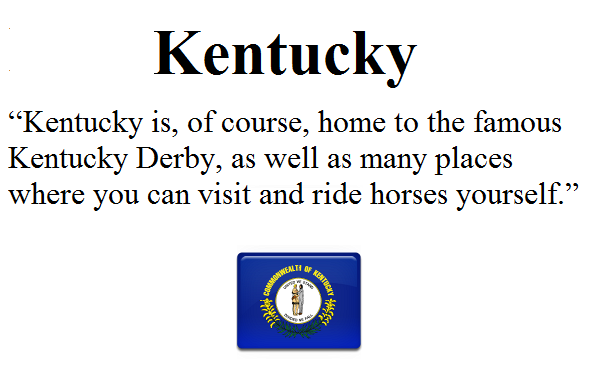 Kentucky
“Kentucky is, of course, home to the famous
Kentucky Derby, as well as many places
where you can visit and ride horses yourself.”
COMMONWEALTH OF KENTUCKY
UNITED WE STAND
DIVIDED WE FALL